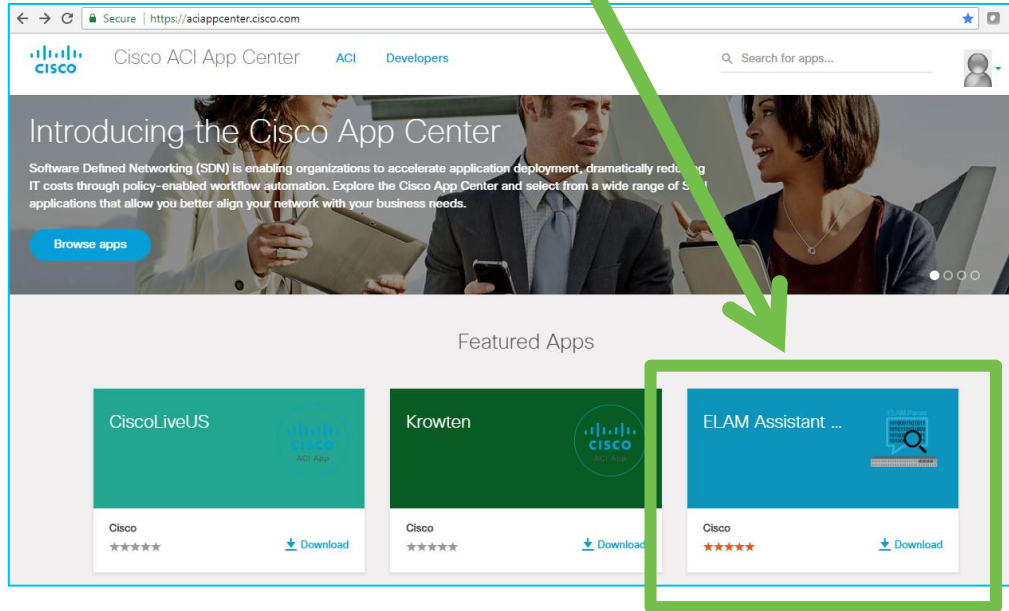 Secure | https://aciappcenter.cisco.com
CISCO
Cisco ACI App Center
ACI
Developers
Search for apps...
Introducing the Cisco App Center
Software Defined Networking (SDN) is enabling organizations to accelerate application deployment, dramatically
IT costs through policy-enabled workflow automation. Explore the Cisco App Center and select from a wide range of
applications that allow you better align your network with your business needs.
Browse apps
Featured Apps
CiscoLiveUS
CISCO
ACI App
Cisco
Download
Krowten
CISCO
ACI App
Cisco
Download
ELAM Assistant ...
ELAM Parser
Cisco
Download